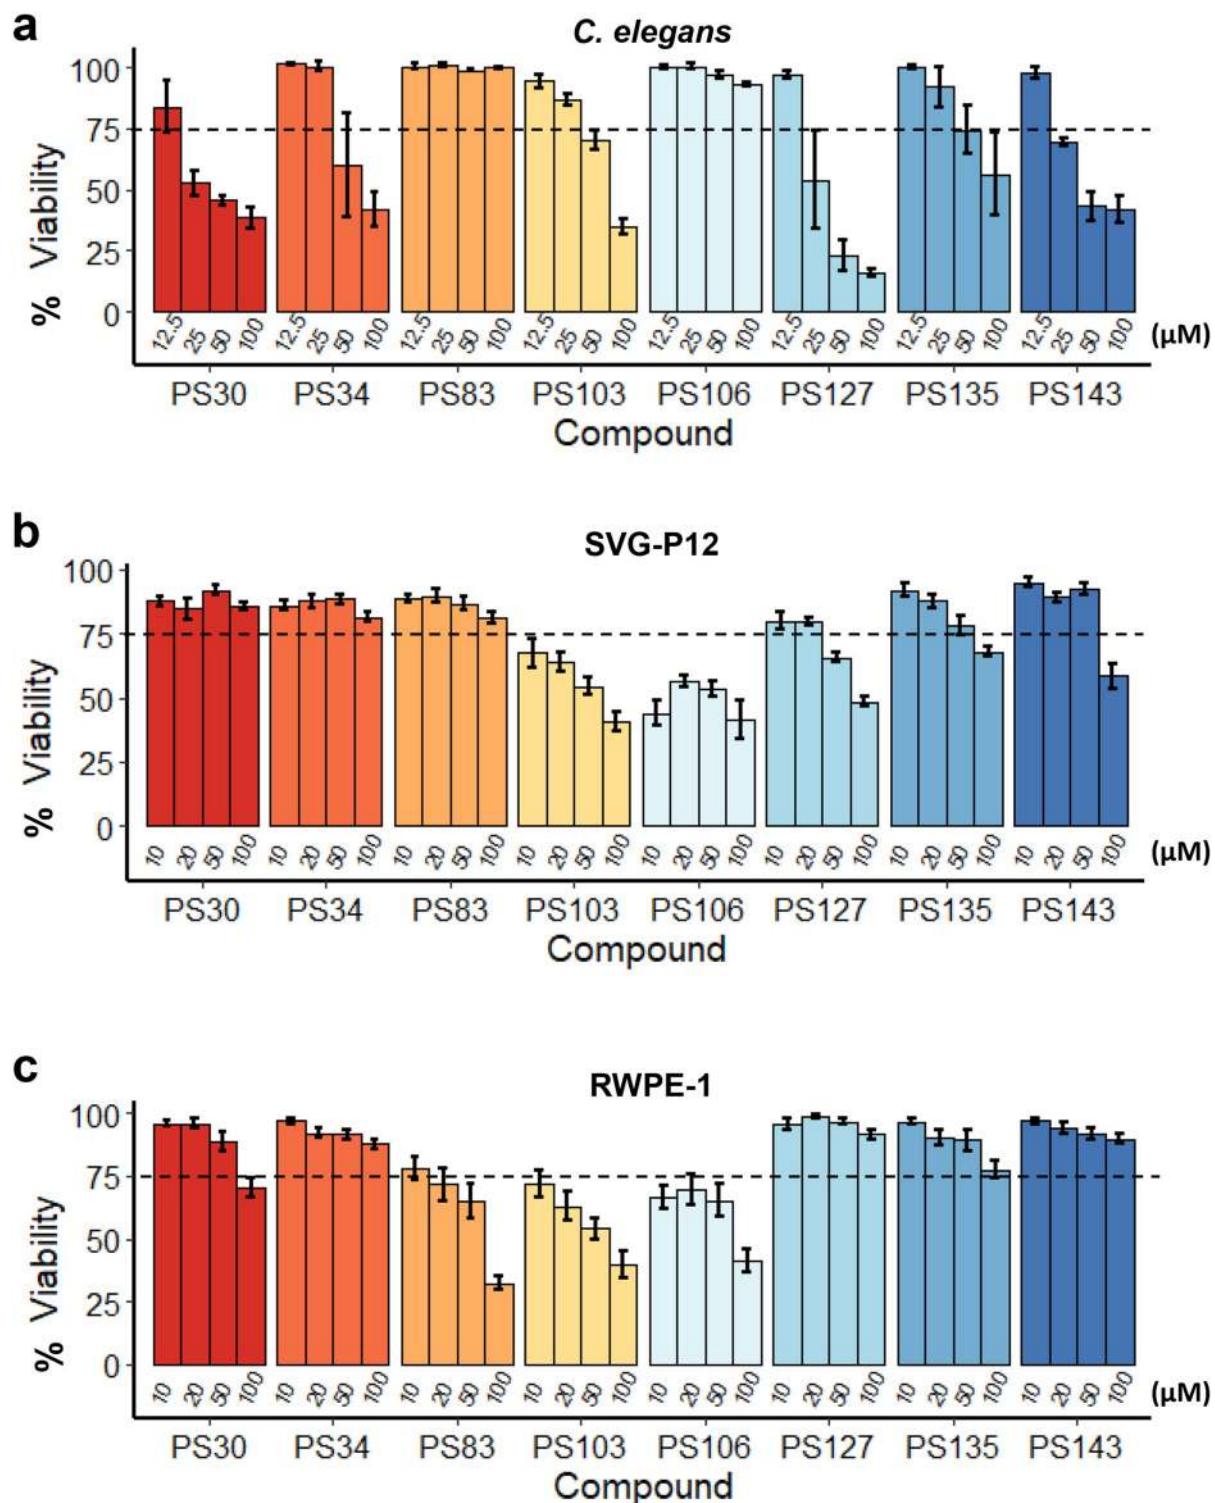 a
C. elegans
100
75
50
25
0
% Viability
12.5 25 50 100 12.5 25 50 100 12.5 25 50 100 12.5 25 50 100 12.5 25 50 100 12.5 25 50 100 12.5 25 50 100 12.5 25 50 100 (μM)
PS30 PS34 PS83 PS103 PS106 PS127 PS135 PS143
Compound
b
SVG-P12
100
75
50
25
0
% Viability
10 20 50 100 10 20 50 100 10 20 50 100 10 20 50 100 10 20 50 100 10 20 50 100 10 20 50 100 10 20 50 100 (μM)
PS30 PS34 PS83 PS103 PS106 PS127 PS135 PS143
Compound
c
RWPE-1
100
75
50
25
0
% Viability
10 20 50 100 10 20 50 100 10 20 50 100 10 20 50 100 10 20 50 100 10 20 50 100 10 20 50 100 10 20 50 100 (μM)
PS30 PS34 PS83 PS103 PS106 PS127 PS135 PS143
Compound